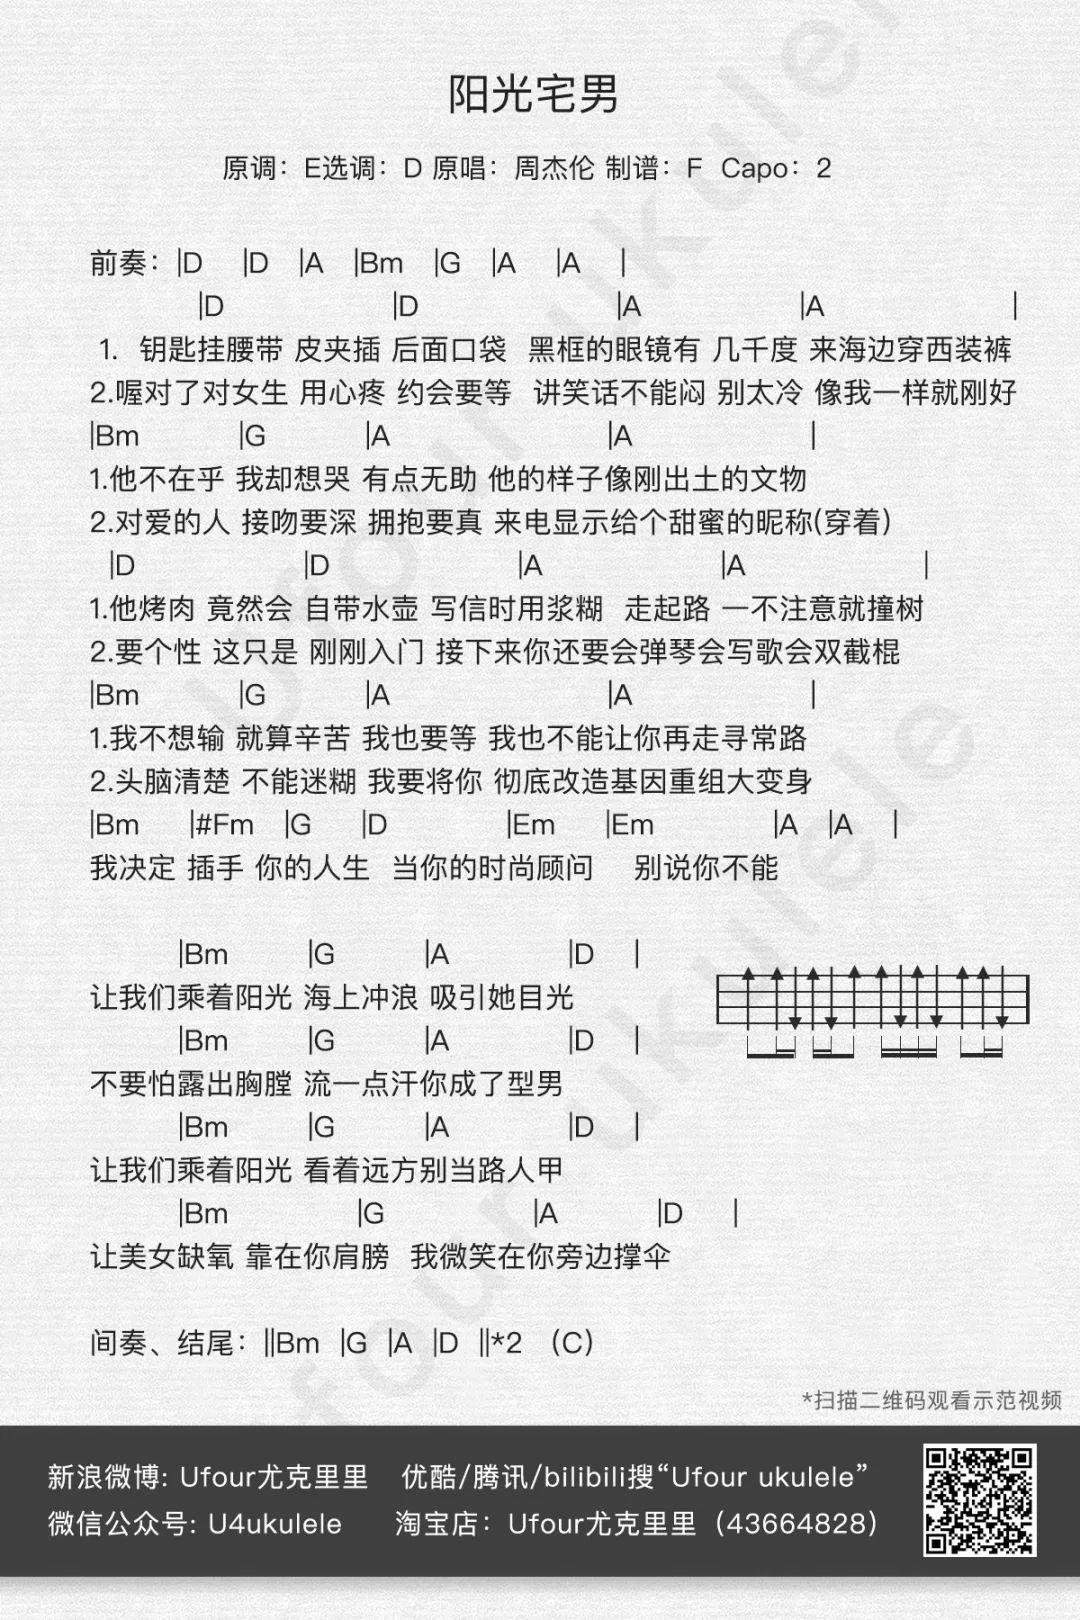 阳光宅男
原调：E选调：D 原唱：周杰伦 制谱：F Capo：2
前奏：|D |D |A |Bm |G |A |A |
|D |D |A |A |
1. 钥匙挂腰带 皮夹插 后面口袋 黑框的眼镜有 几千度 来海边穿西装裤
2.喔对了对女生 用心疼 约会要等 讲笑话不能闷 别太冷 像我一样就刚好
|Bm |G |A |A |
1.他不在乎 我却想哭 有点无助 他的样子像刚出土的文物
2.对爱的人 接吻要深 拥抱要真 来电显示给个甜蜜的昵称(穿着)
|D |D |A |A |
1.他烤肉 竟然会 自带水壶 写信时用浆糊 走起路 一不注意就撞树
2.要个性 这只是 刚刚入门 接下来你还要会弹琴会写歌会双截棍
|Bm |G |A |A |
1.我不想输 就算辛苦 我也要等 我也不能让你再走寻常路
2.头脑清楚 不能迷糊 我要将你 彻底改造基因重组大变身
|Bm |#Fm |G |D |Em |Em |A |A |
我决定 插手 你的人生 当你的时尚顾问 别说你不能
|Bm |G |A |D |
让我们乘着阳光 海上冲浪 吸引她目光
|Bm |G |A |D |
不要怕露出胸膛 流一点汗你成了型男
|Bm |G |A |D |
让我们乘着阳光 看着远方别当路人甲
|Bm |G |A |D |
让美女缺氧 靠在你肩膀 我微笑在你旁边撑伞
间奏、结尾：||Bm |G |A |D ||*2 （C）
*扫描二维码观看示范视频
新浪微博: Ufour尤克里里 优酷/腾讯/bilibili搜“Ufour ukulele”
微信公众号: U4ukulele 淘宝店：Ufour尤克里里（43664828）
Ufour ukulele
Ufour ukulele